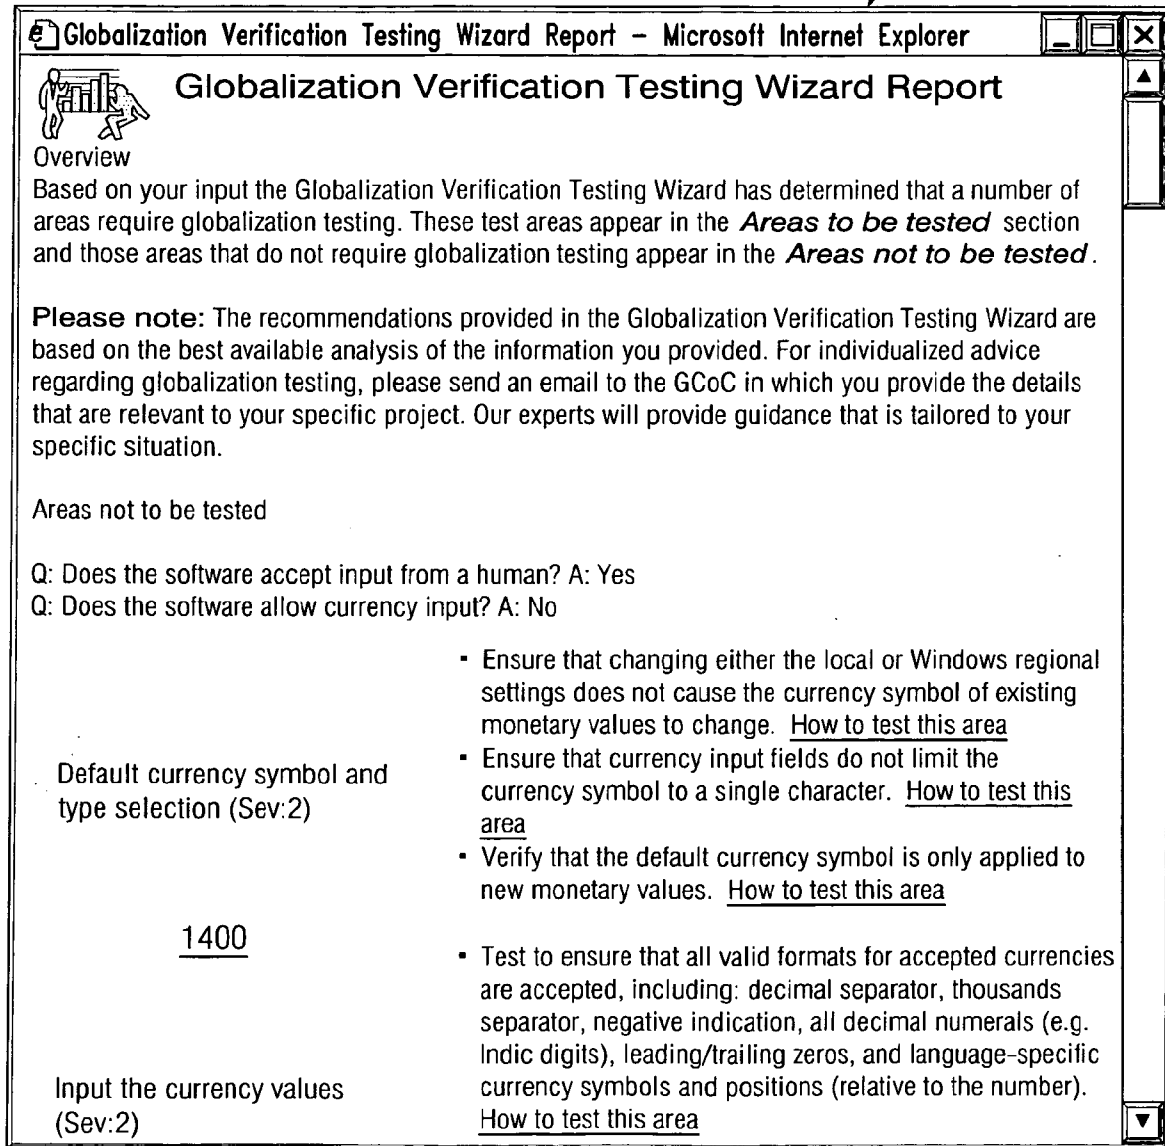 Globalization Verification Testing Wizard Report - Microsoft Internet Explorer
Globalization Verification Testing Wizard Report
Overview
Based on your input the Globalization Verification Testing Wizard has determined that a number of
areas require globalization testing. These test areas appear in the Areas to be tested section
and those areas that do not require globalization testing appear in the Areas not to be tested.
Please note: The recommendations provided in the Globalization Verification Testing Wizard are
based on the best available analysis of the information you provided. For individualized advice
regarding globalization testing, please send an email to the GCoC in which you provide the details
that are relevant to your specific project. Our experts will provide guidance that is tailored to your
specific situation.
Areas not to be tested
Q: Does the software accept input from a human? A: Yes
Q: Does the software allow currency input? A: No
Default currency symbol and
type selection (Sev:2)
▪ Ensure that changing either the local or Windows regional
settings does not cause the currency symbol of existing
monetary values to change. How to test this area
▪ Ensure that currency input fields do not limit the
currency symbol to a single character. How to test this
area
▪ Verify that the default currency symbol is only applied to
new monetary values. How to test this area
1400
Input the currency values
(Sev:2)
▪ Test to ensure that all valid formats for accepted currencies
are accepted, including: decimal separator, thousands
separator, negative indication, all decimal numerals (e.g.
Indic digits), leading/trailing zeros, and language-specific
currency symbols and positions (relative to the number).
How to test this area